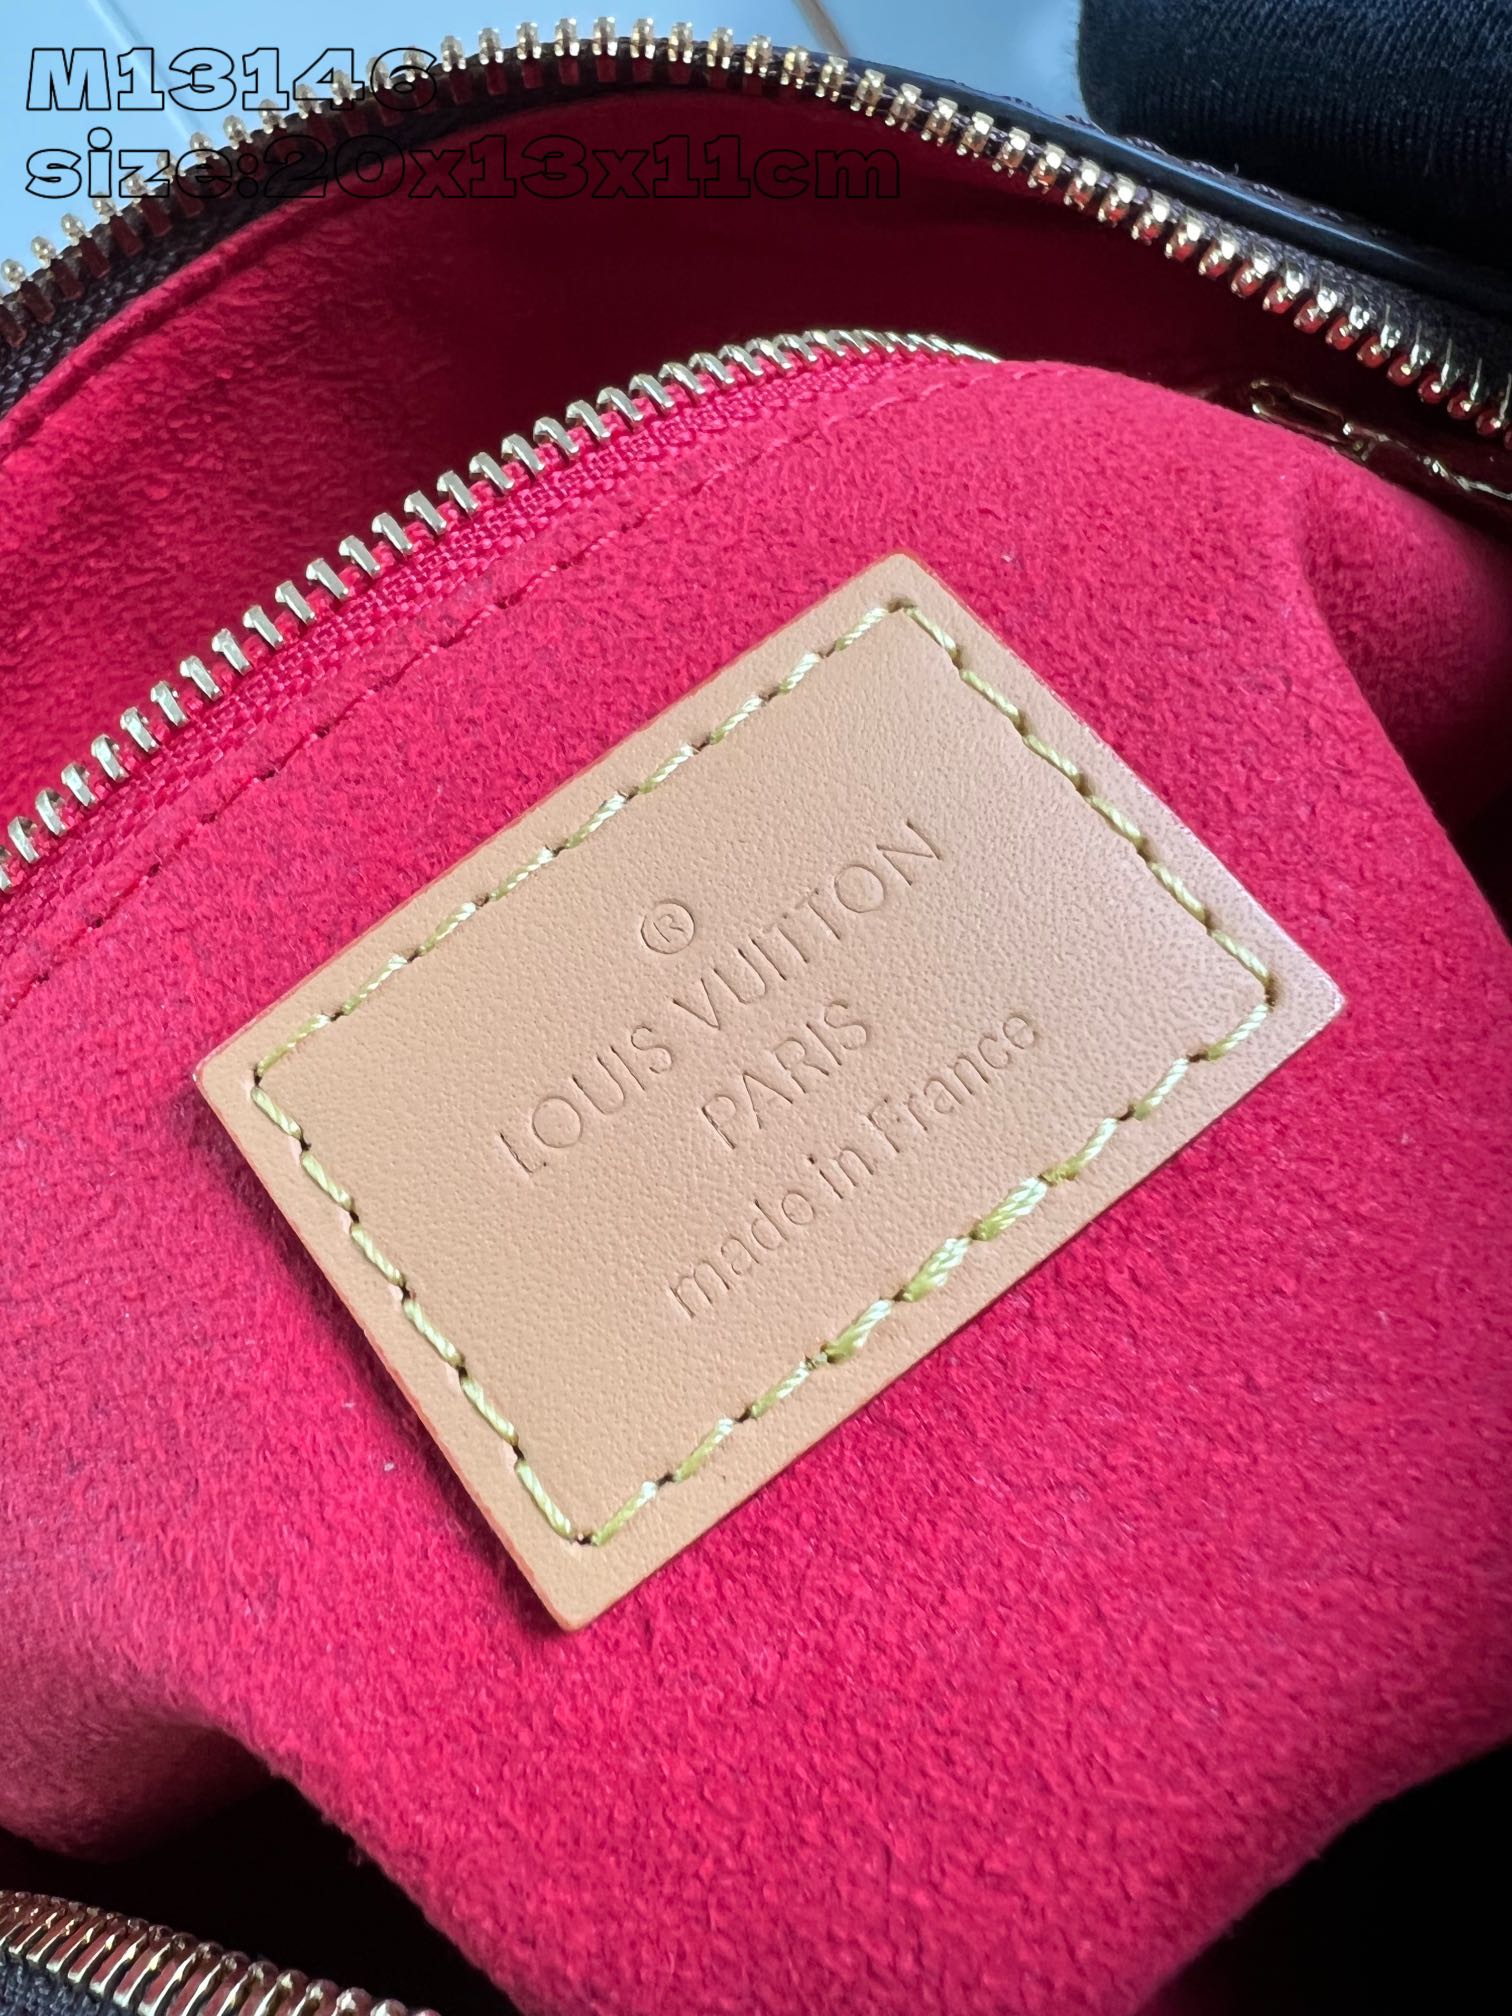 M13146
size:20x13x11cm
®
LOUIS VUITTON
PARIS
made in France